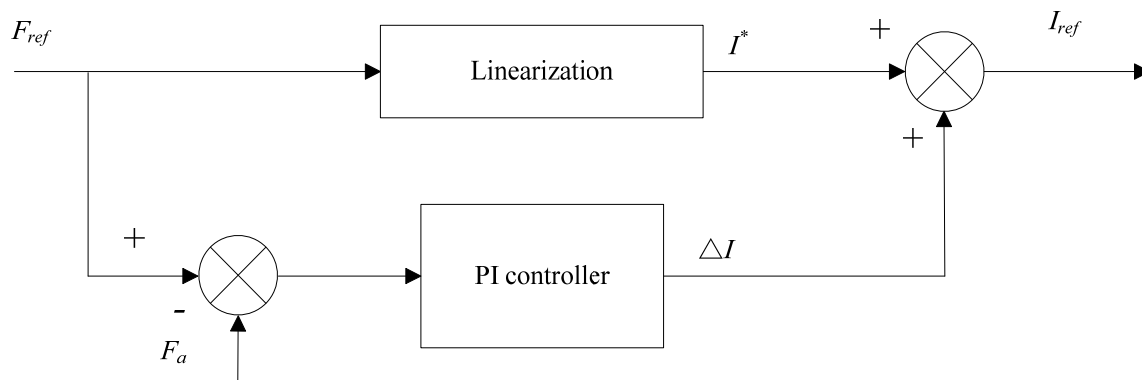 F_ref
Linearization
I*
+
I_ref
+
+
PI controller
△I
-
F_a